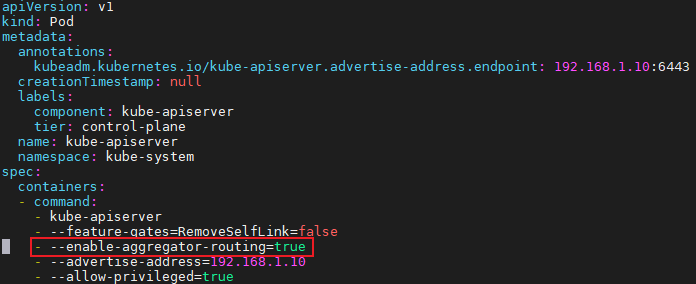 apiVersion: v1
kind: Pod
metadata:
  annotations:
    kubeadm.kubernetes.io/kube-apiserver.advertise-address.endpoint: 192.168.1.10:6443
  creationTimestamp: null
  labels:
    component: kube-apiserver
    tier: control-plane
  name: kube-apiserver
  namespace: kube-system
spec:
  containers:
  - command:
    - kube-apiserver
    - --feature-gates=RemoveSelfLink=false
    - --enable-aggregator-routing=true
    - --advertise-address=192.168.1.10
    - --allow-privileged=true